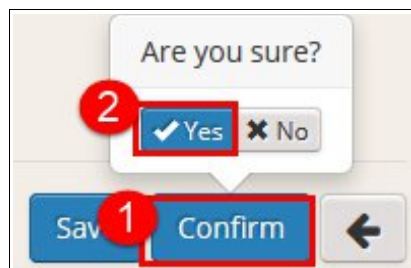 Are you sure?
2
Yes
No
Sav
1
Confirm